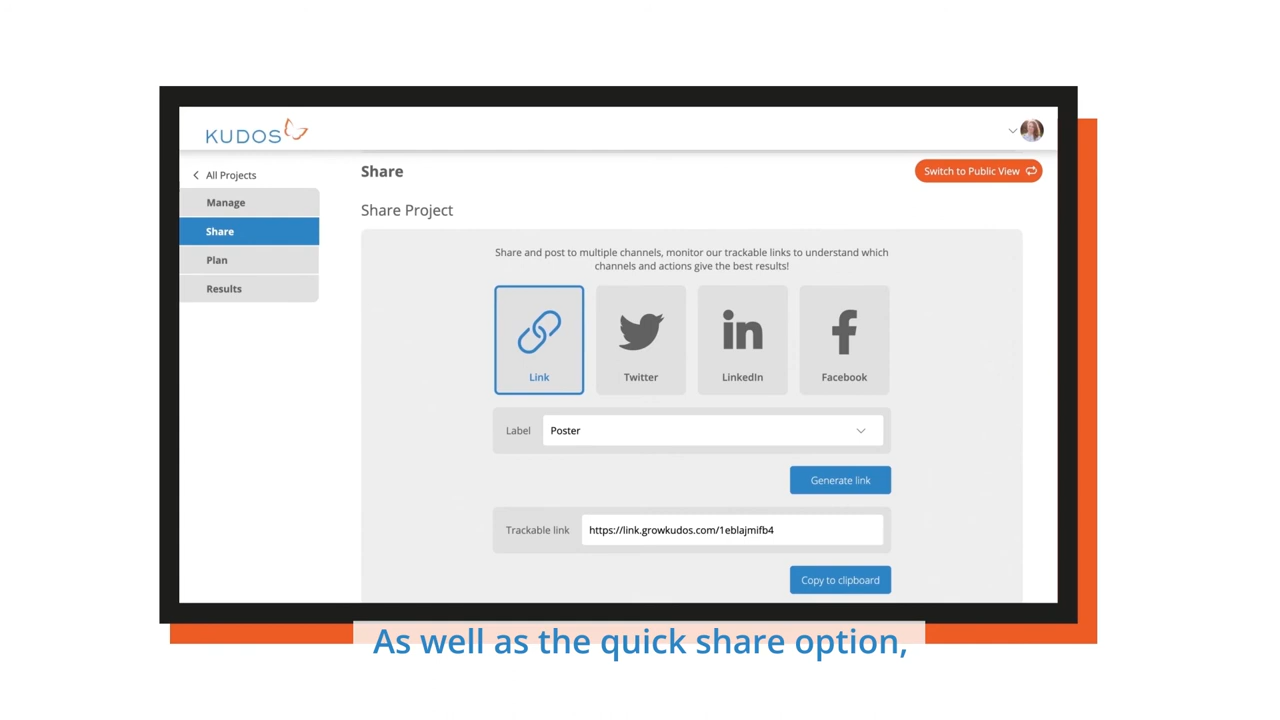 KUDOS
All Projects
Share
Switch to Public View
Manage
Share
Plan
Results
Share Project
Share and post to multiple channels, monitor our trackable links to understand which
channels and actions give the best results!
Link
Twitter
LinkedIn
Facebook
Label
Poster
Generate link
Trackable link
https://link.growkudos.com/1eblajmifb4
Copy to clipboard
As well as the quick share option,